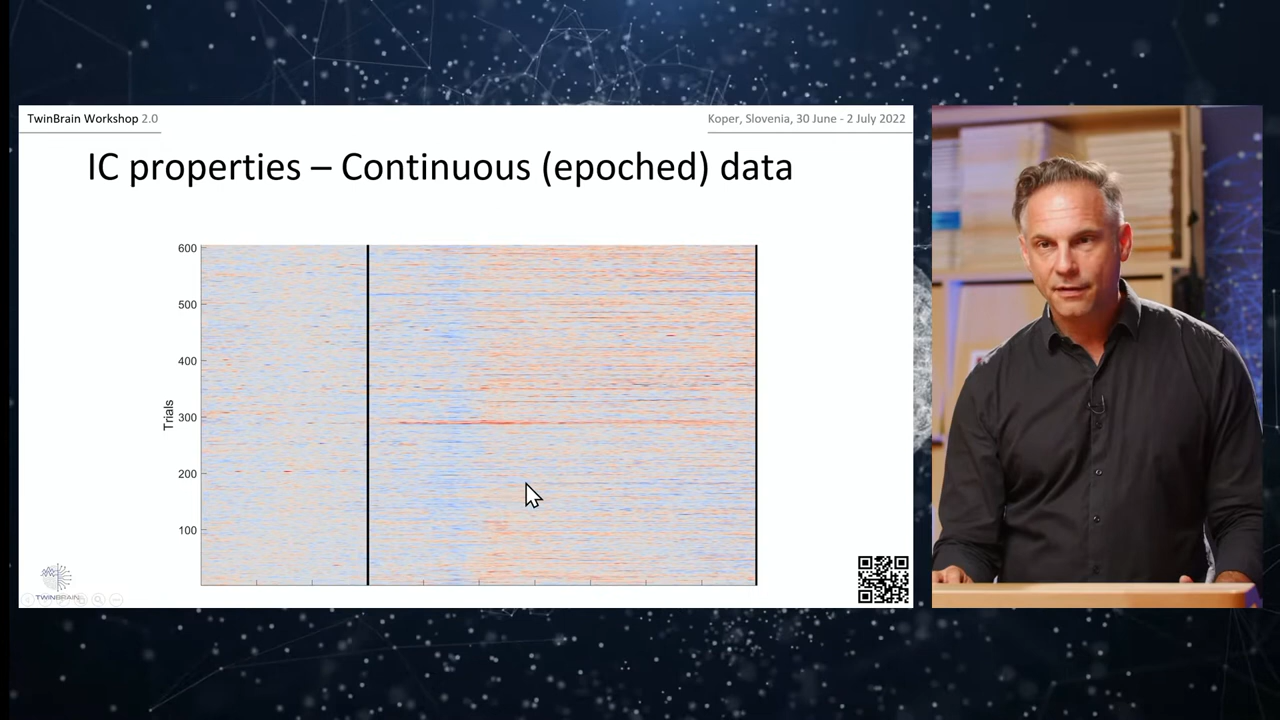 TwinBrain Workshop 2.0
Koper, Slovenia, 30 June - 2 July 2022
IC properties – Continuous (epoched) data
600
500
400
300
200
100
Trials
TWINBRAIN